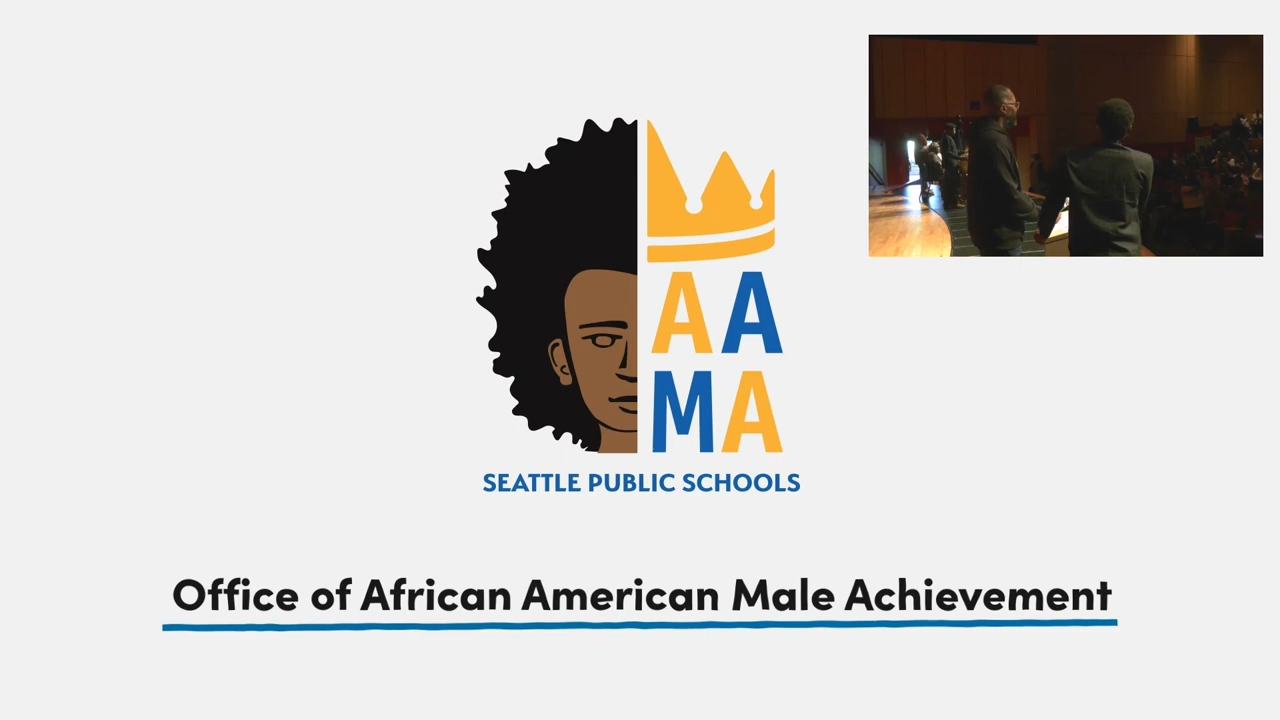 AA
MA
SEATTLE PUBLIC SCHOOLS
Office of African American Male Achievement